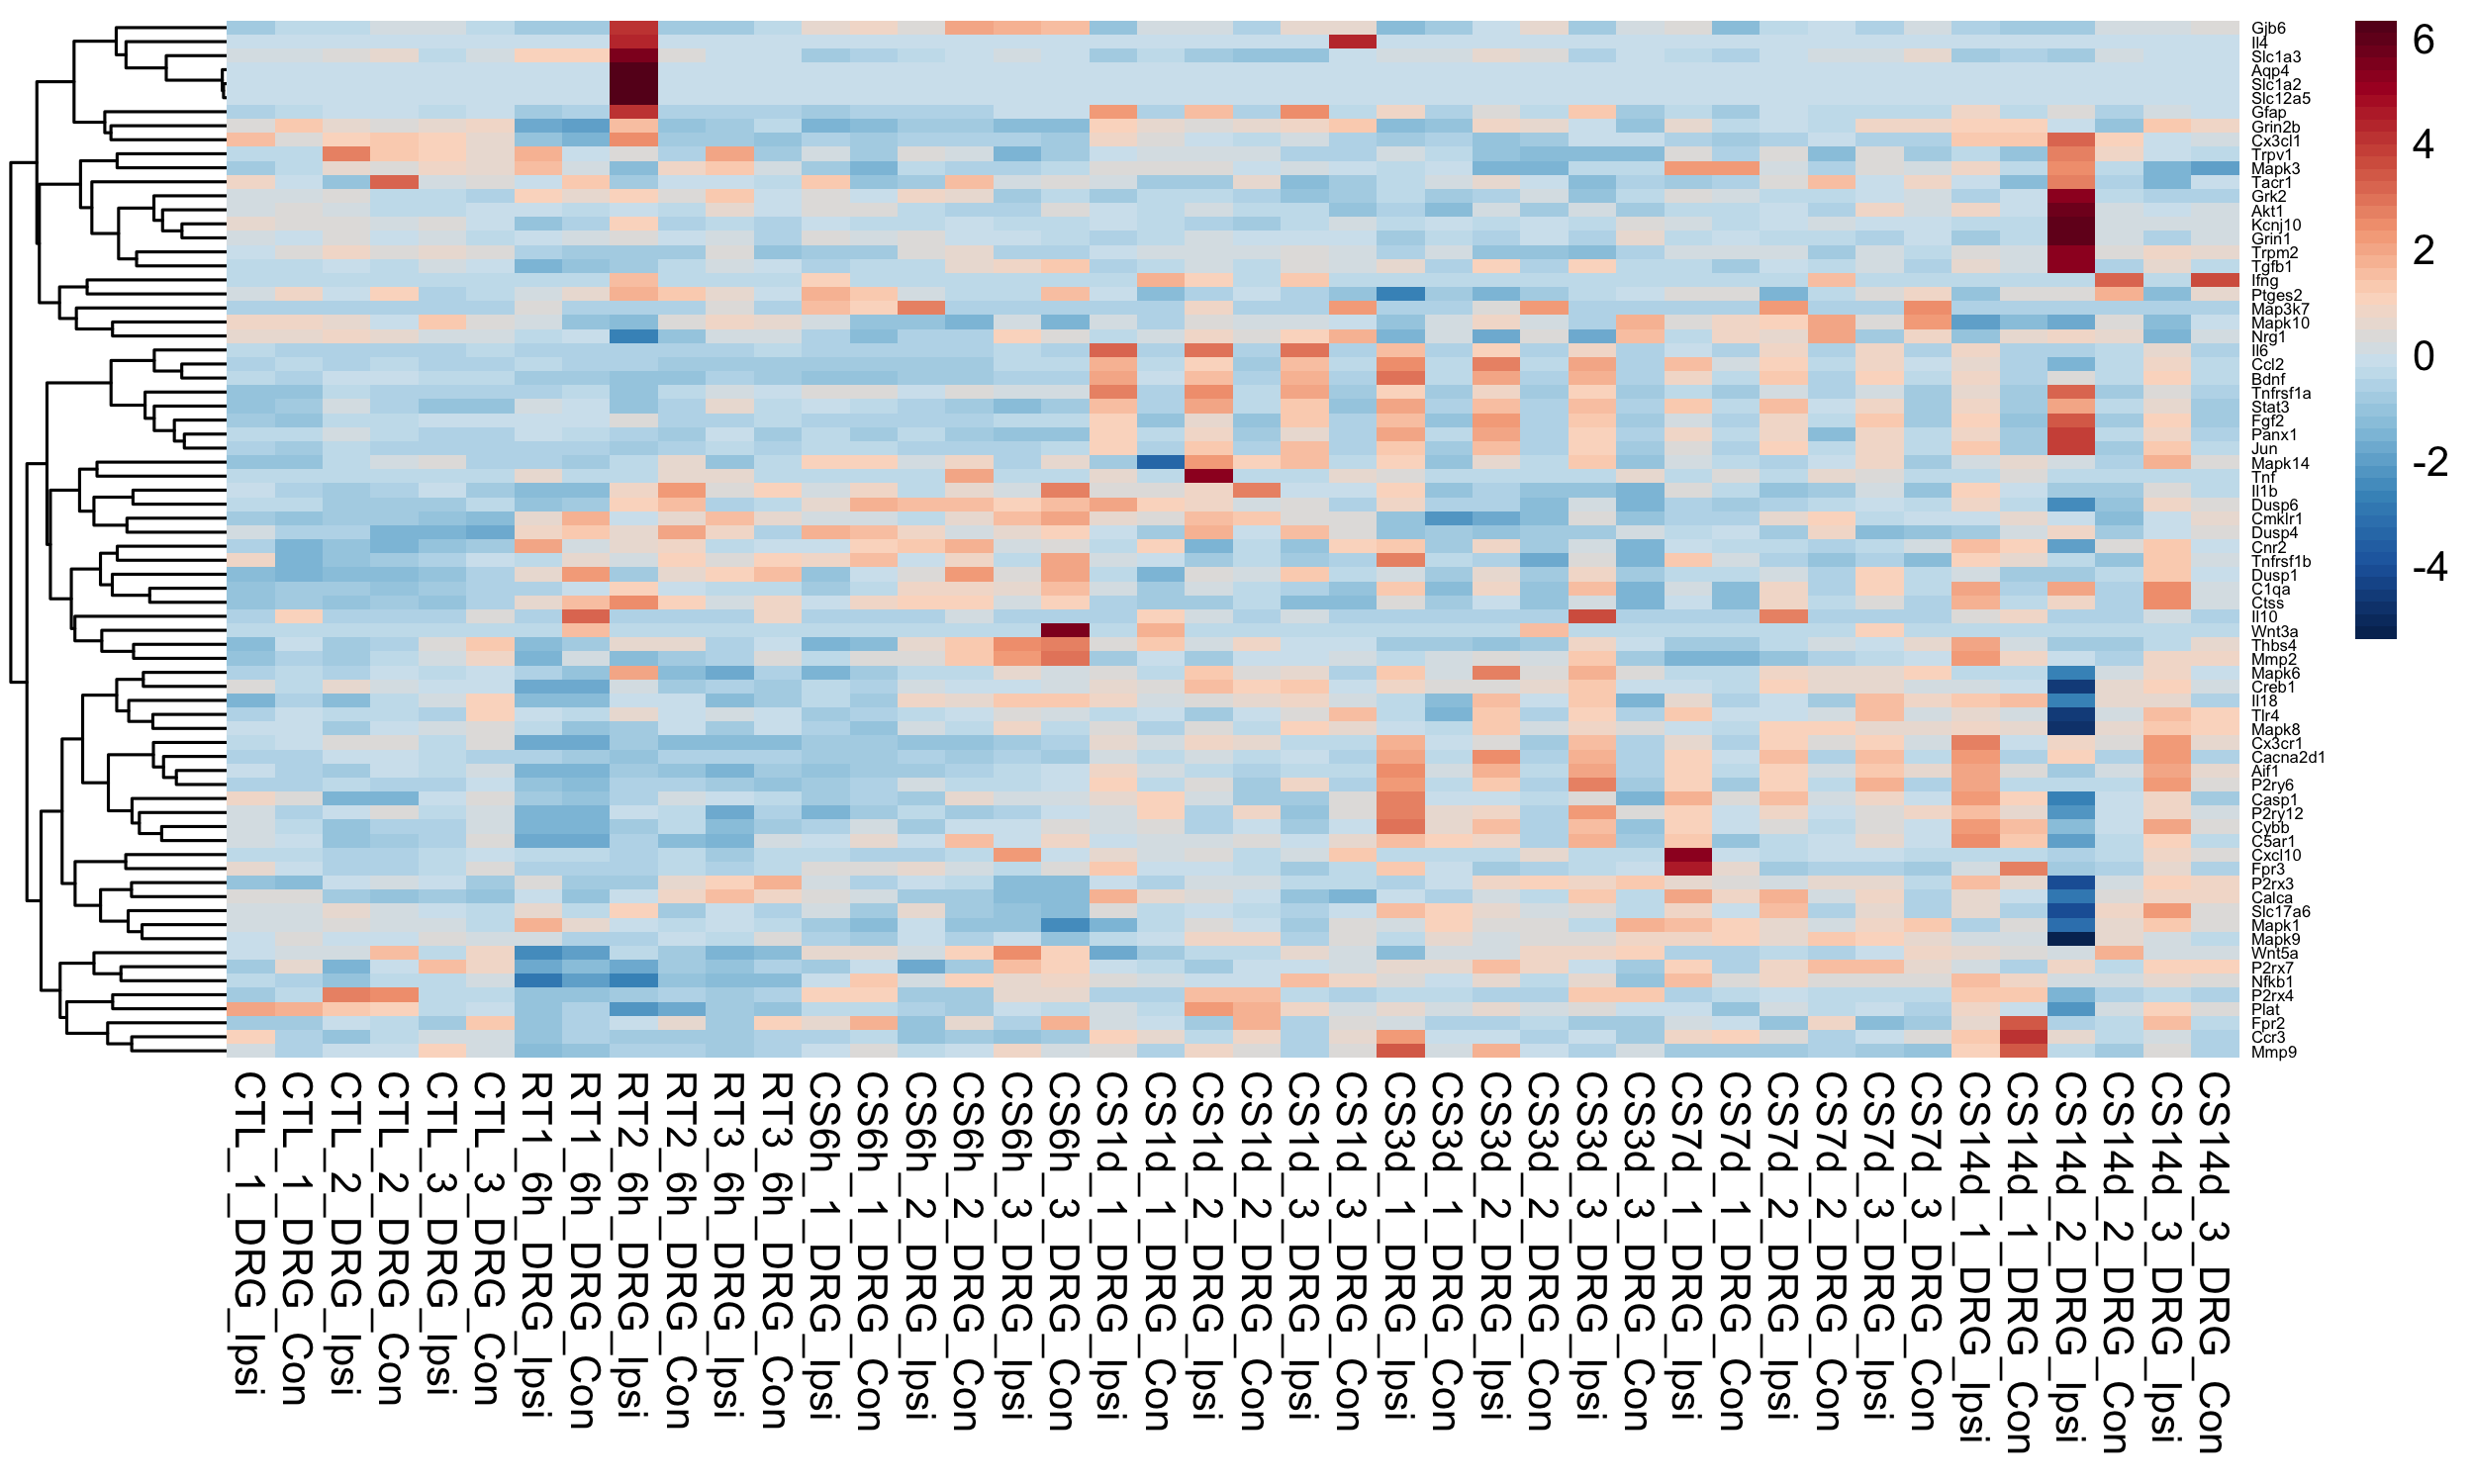 Gjb6
Il4
Slc1a3
Aqp4
Slc1a2
Slc12a5
Gfap
Grin2b
Cx3cl1
Trpv1
Mapk3
Tacr1
Grk2
Akt1
Kcnj10
Grin1
Trpm2
Tgfb1
Ifng
Ptges2
Map3k7
Mapk10
Nrg1
Il6
Ccl2
Bdnf
Tnfrsf1a
Stat3
Fgf2
Panx1
Jun
Mapk14
Tnf
Il1b
Dusp6
Cmklr1
Dusp4
Cnr2
Tnfrsf1b
Dusp1
C1qa
Ctss
Il10
Wnt3a
Thbs4
Mmp2
Mapk6
Creb1
Il18
Tlr4
Mapk8
Cx3cr1
Cacna2d1
Aif1
P2ry6
Casp1
P2ry12
Cybb
C5ar1
Cxcl10
Fpr3
P2rx3
Calca
Slc17a6
Mapk1
Mapk9
Wnt5a
P2rx7
Nfkb1
P2rx4
Plat
Fpr2
Ccr3
Mmp9
6
4
2
0
-2
-4
CTL_1_DRG_Ipsi
CTL_1_DRG_Con
CTL_2_DRG_Ipsi
CTL_2_DRG_Con
CTL_3_DRG_Ipsi
CTL_3_DRG_Con
RT1_6h_DRG_Ipsi
RT1_6h_DRG_Con
RT2_6h_DRG_Ipsi
RT2_6h_DRG_Con
RT3_6h_DRG_Ipsi
RT3_6h_DRG_Con
CS6h_1_DRG_Ipsi
CS6h_1_DRG_Con
CS6h_2_DRG_Ipsi
CS6h_2_DRG_Con
CS6h_3_DRG_Ipsi
CS6h_3_DRG_Con
CS1d_1_DRG_Ipsi
CS1d_1_DRG_Con
CS1d_2_DRG_Ipsi
CS1d_2_DRG_Con
CS1d_3_DRG_Ipsi
CS1d_3_DRG_Con
CS3d_1_DRG_Ipsi
CS3d_1_DRG_Con
CS3d_2_DRG_Ipsi
CS3d_2_DRG_Con
CS3d_3_DRG_Ipsi
CS3d_3_DRG_Con
CS7d_1_DRG_Ipsi
CS7d_1_DRG_Con
CS7d_2_DRG_Ipsi
CS7d_2_DRG_Con
CS7d_3_DRG_Ipsi
CS7d_3_DRG_Con
CS14d_1_DRG_Ipsi
CS14d_1_DRG_Con
CS14d_2_DRG_Ipsi
CS14d_2_DRG_Con
CS14d_3_DRG_Ipsi
CS14d_3_DRG_Con